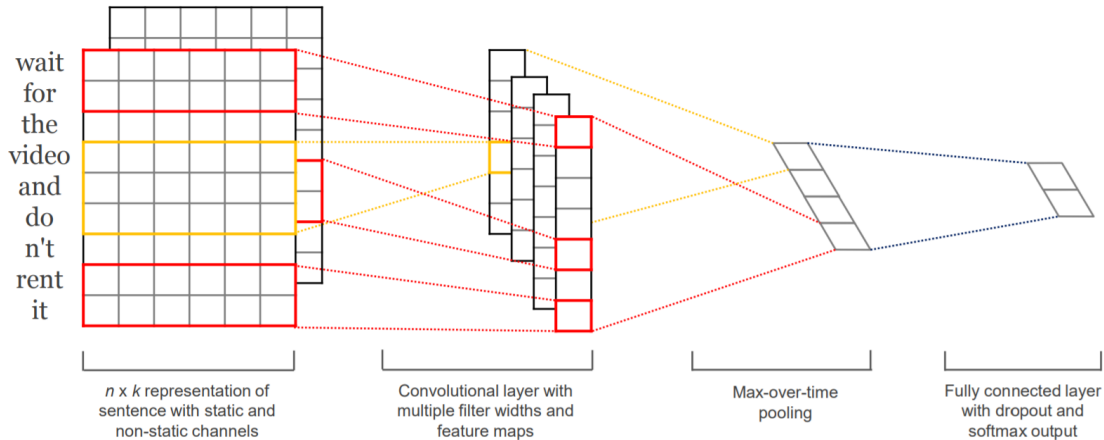 wait
for
the
video
and
do
n't
rent
it
n x k representation of
sentence with static and
non-static channels
Convolutional layer with
multiple filter widths and
feature maps
Max-over-time
pooling
Fully connected layer
with dropout and
softmax output